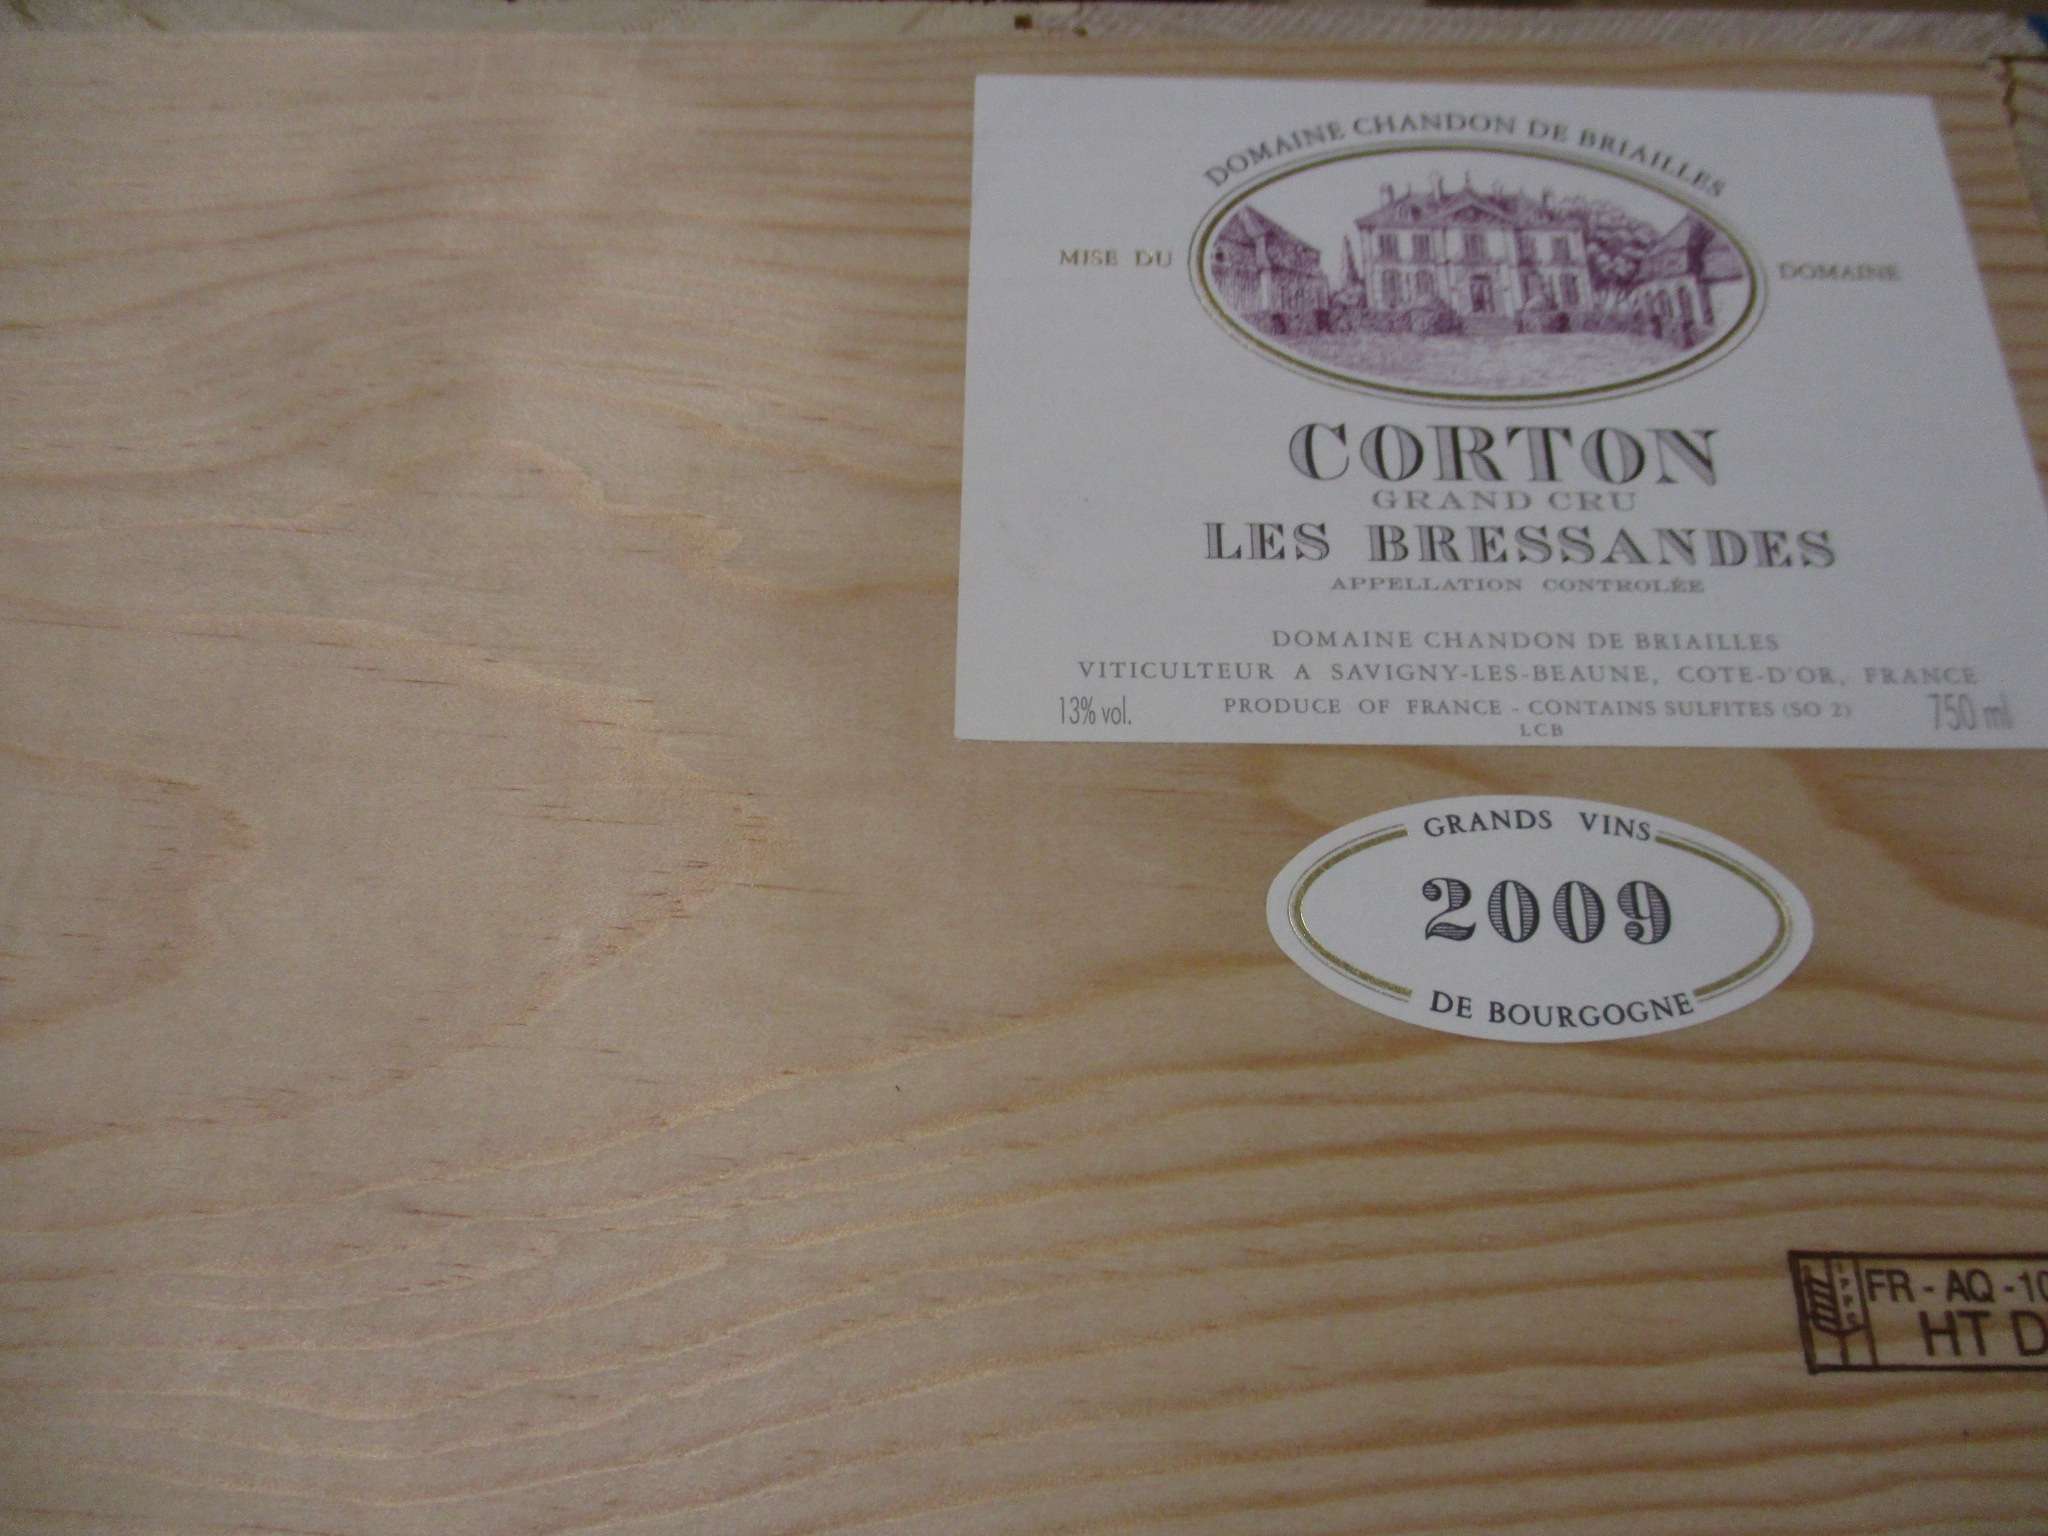 DOMAINE CHANDON DE BRIAILLES
MISE DU DOMAINE
CORTON
GRAND CRU
LES BRESSANDES
APPELLATION CONTROLÉE
DOMAINE CHANDON DE BRIAILLES
VITICULTEUR A SAVIGNY-LES-BEAUNE, COTE-D'OR, FRANCE
13% vol. PRODUCE OF FRANCE - CONTAINS SULFITES (SO 2) 750 ml
LCB
GRANDS VINS
2009
DE BOURGOGNE
IPPC
FR - AQ - 10
HT D